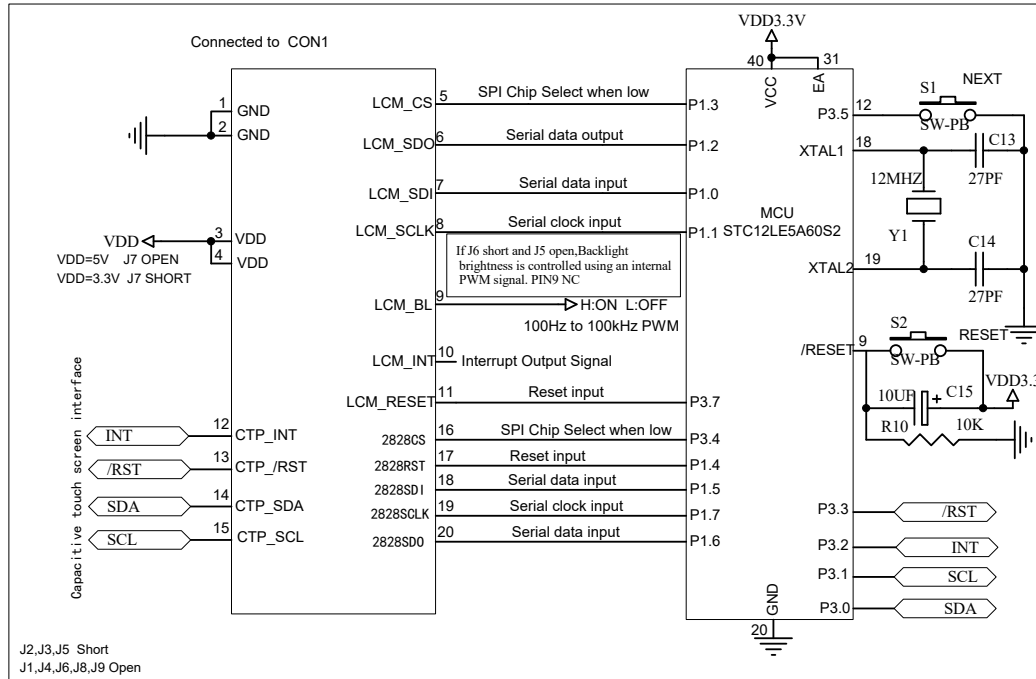 Connected to CON1
1 GND
2 GND
VDD 3 VDD
4 VDD
VDD=5V J7 OPEN
VDD=3.3V J7 SHORT
Capacitive touch screen interface
INT 12 CTP_INT
/RST 13 CTP_/RST
SDA 14 CTP_SDA
SCL 15 CTP_SCL
LCM_CS 5 SPI Chip Select when low P1.3
LCM_SDO 6 Serial data output P1.2
LCM_SDI 7 Serial data input P1.0
LCM_SCLK 8 Serial clock input P1.1
If J6 short and J5 open,Backlight
brightness is controlled using an internal
PWM signal. PIN9 NC
LCM_BL 9 H:ON L:OFF
100Hz to 100kHz PWM
LCM_INT 10 Interrupt Output Signal
LCM_RESET 11 Reset input P3.7
2828CS 16 SPI Chip Select when low P3.4
2828RST 17 Reset input P1.4
2828SDI 18 Serial data input P1.5
2828SCLK 19 Serial clock input P1.7
2828SDO 20 Serial data input P1.6
VDD3.3V
40 31
VCC EA
MCU
STC12LE5A60S2
P3.5 12 S1 NEXT
SW-PB
XTAL1 18 C13
12MHZ 27PF
Y1
C14
XTAL2 19
27PF
S2
/RESET 9 RESET
SW-PB
10UF + C15 VDD3.3
R10 10K
P3.3 /RST
P3.2 INT
P3.1 SCL
P3.0 SDA
GND
20
J2,J3,J5 Short
J1,J4,J6,J8,J9 Open